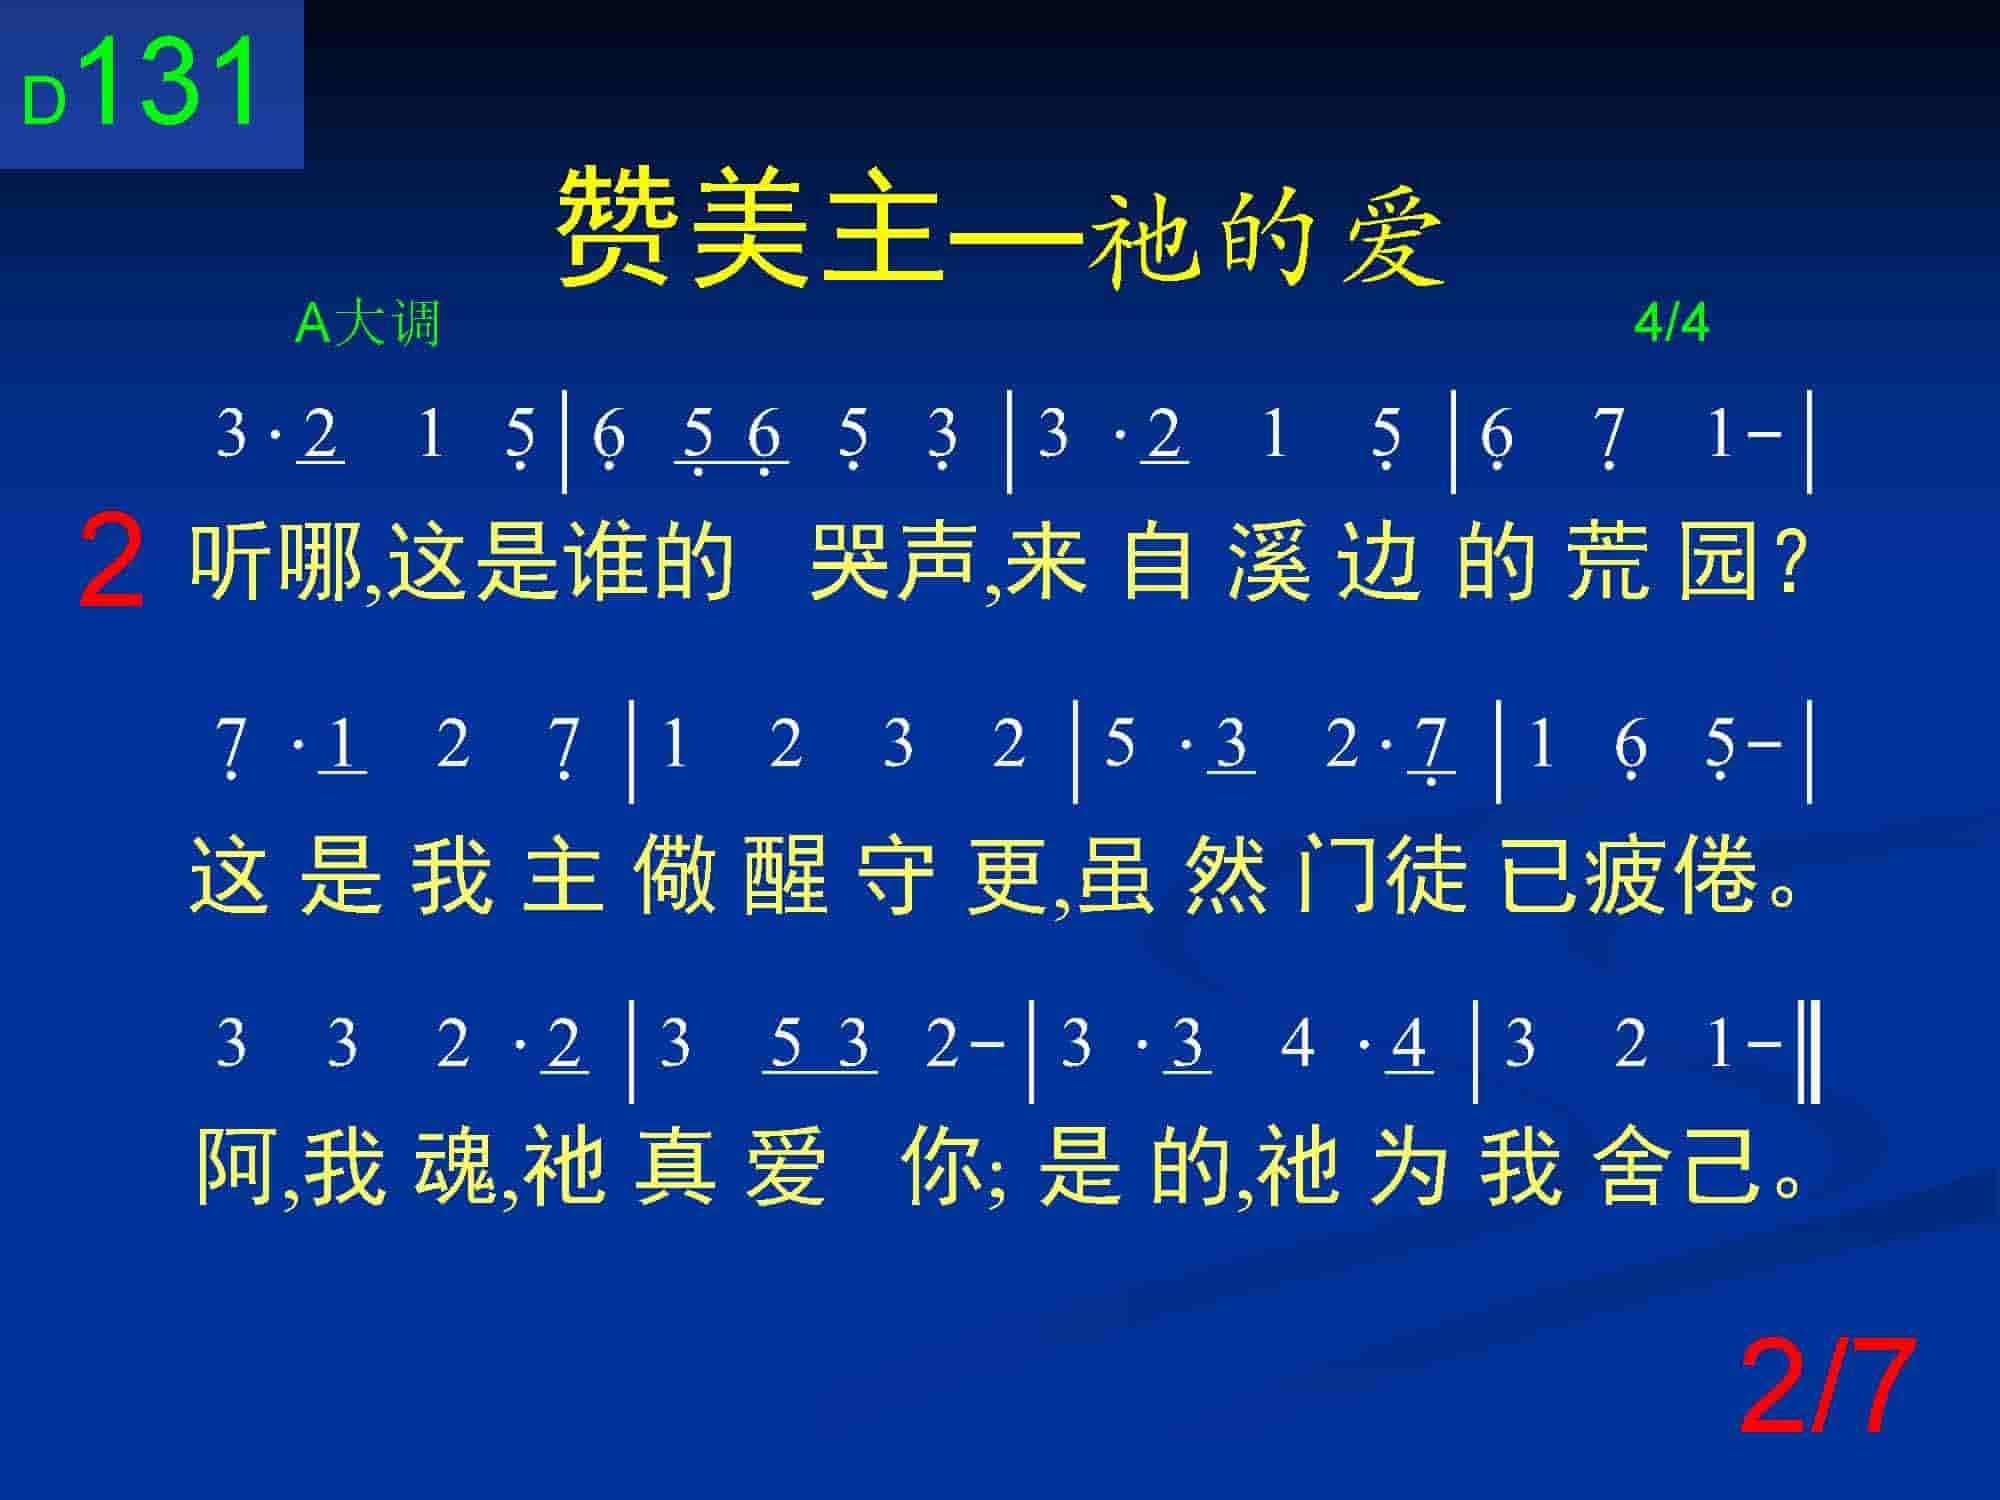 D131
赞美主—祂的爱
A大调 4/4
3·2 1 5̣ | 6̣ 5̣ 6̣ 5̣ 3̣ | 3·2 1 5̣ | 6̣ 7̣ 1- |
2 听哪,这是谁的 哭声,来自溪边的荒园?
7̣·1 2 7̣ | 1 2 3 2 | 5·3 2·7̣ | 1 6̣ 5̣- |
这是我主儆醒守更,虽然门徒已疲倦。
3 3 2·2 | 3 5 3 2- | 3·3 4·4 | 3 2 1- ‖
阿,我魂,祂真爱 你; 是的,祂为我舍己。
2/7